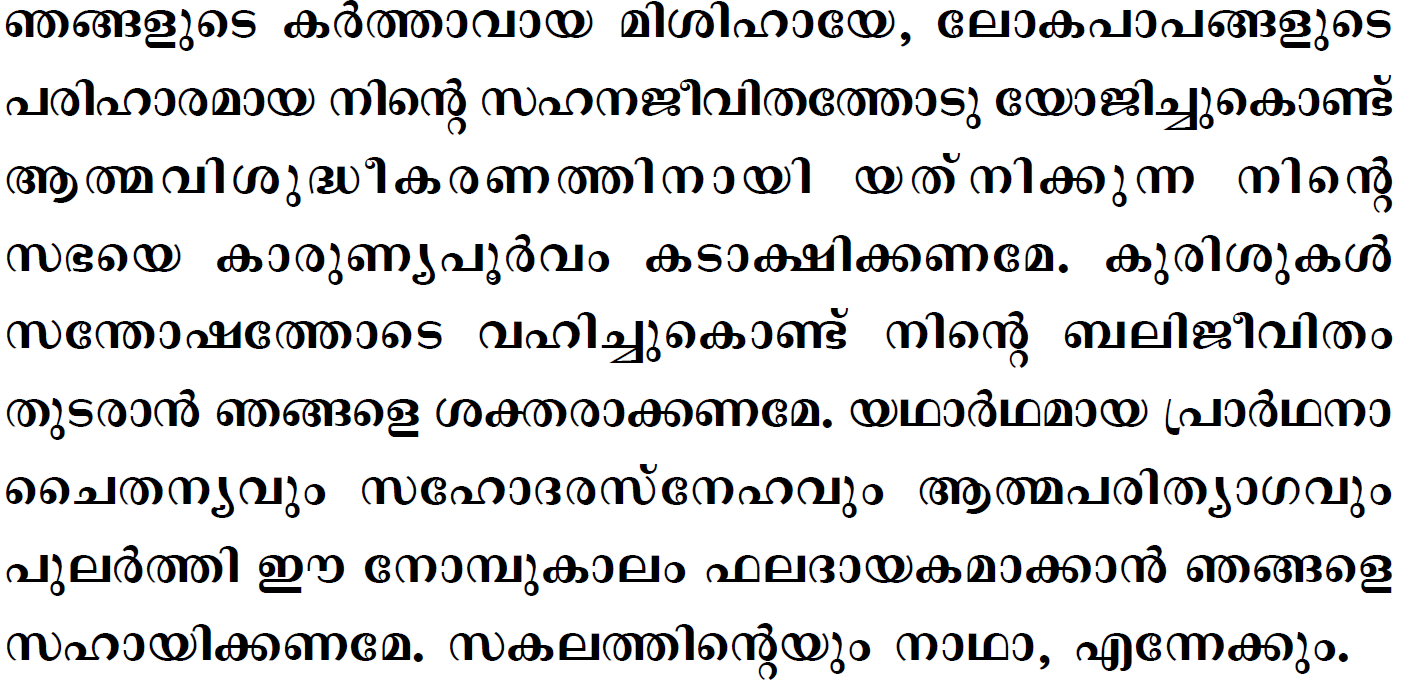 ഞങ്ങളുടെ കർത്താവായ മിശിഹായേ, ലോകപാപങ്ങളുടെ
പരിഹാരമായ നിന്റെ സഹനജീവിതത്തോടു യോജിച്ചുകൊണ്ട്
ആത്മവിശുദ്ധീകരണത്തിനായി യത്നിക്കുന്ന നിന്റെ
സഭയെ കാരുണ്യപൂർവം കടാക്ഷിക്കണമേ. കുരിശുകൾ
സന്തോഷത്തോടെ വഹിച്ചുകൊണ്ട് നിന്റെ ബലിജീവിതം
തുടരാൻ ഞങ്ങളെ ശക്തരാക്കണമേ. യഥാർഥമായ പ്രാർഥനാ
ചൈതന്യവും സഹോദരസ്നേഹവും ആത്മപരിത്യാഗവും
പുലർത്തി ഈ നോമ്പുകാലം ഫലദായകമാക്കാൻ ഞങ്ങളെ
സഹായിക്കണമേ. സകലത്തിന്റെയും നാഥാ, എന്നേക്കും.